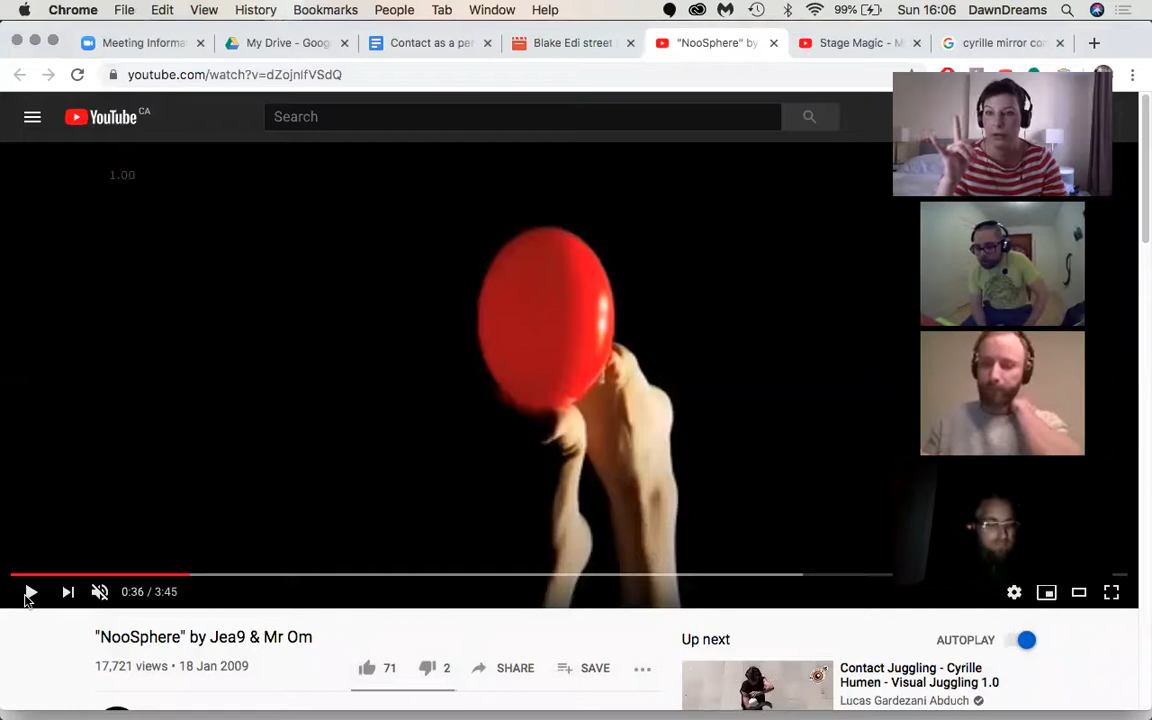 Chrome File Edit View History Bookmarks People Tab Window Help 99% Sun 16:06 DawnDreams
Meeting Informa My Drive - Goog Contact as a per Blake Edi street "NooSphere" by Stage Magic - M cyrille mirror co
youtube.com/watch?v=dZojnlfVSdQ
YouTube CA Search
1.00
0:36 / 3:45
"NooSphere" by Jea9 & Mr Om
17,721 views • 18 Jan 2009 71 2 SHARE SAVE
Up next AUTOPLAY
Contact Juggling - Cyrille
Humen - Visual Juggling 1.0
Lucas Gardezani Abduch